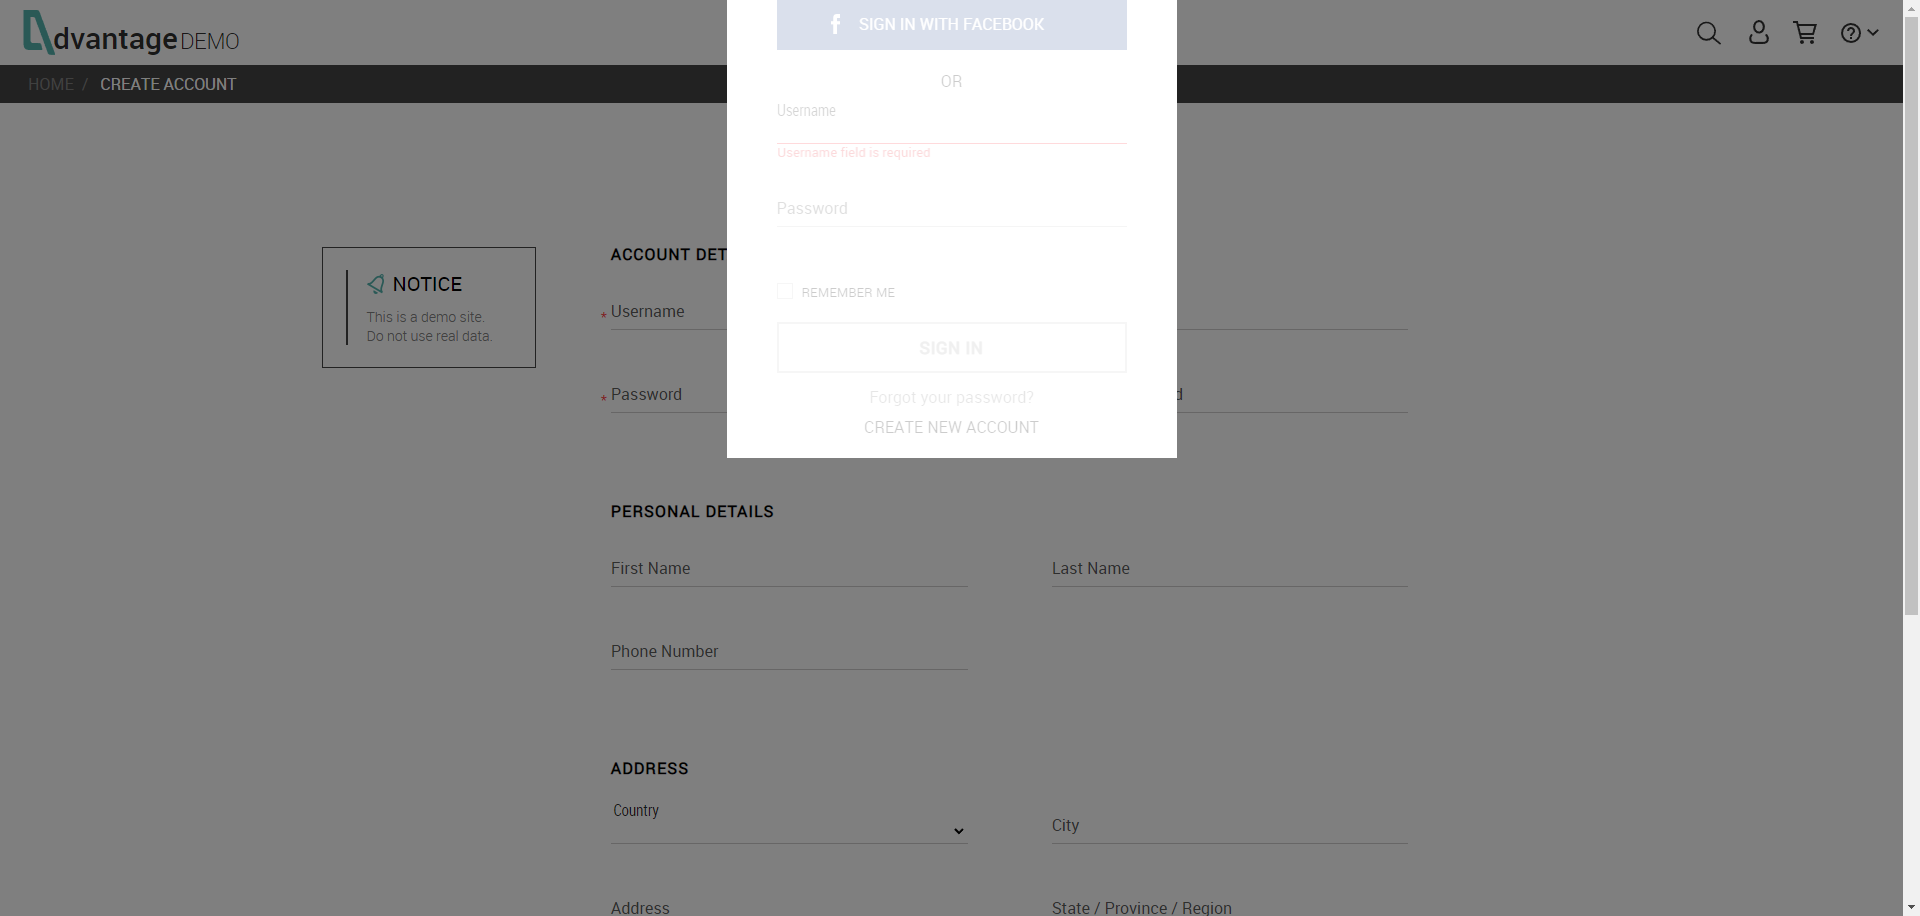 dvantage DEMO
HOME / CREATE ACCOUNT
SIGN IN WITH FACEBOOK
OR
Username
Username field is required
Password
REMEMBER ME
SIGN IN
Forgot your password?
CREATE NEW ACCOUNT
NOTICE
This is a demo site.
Do not use real data.
ACCOUNT DET
* Username
* Password
d
PERSONAL DETAILS
First Name
Last Name
Phone Number
ADDRESS
Country
City
Address
State / Province / Region